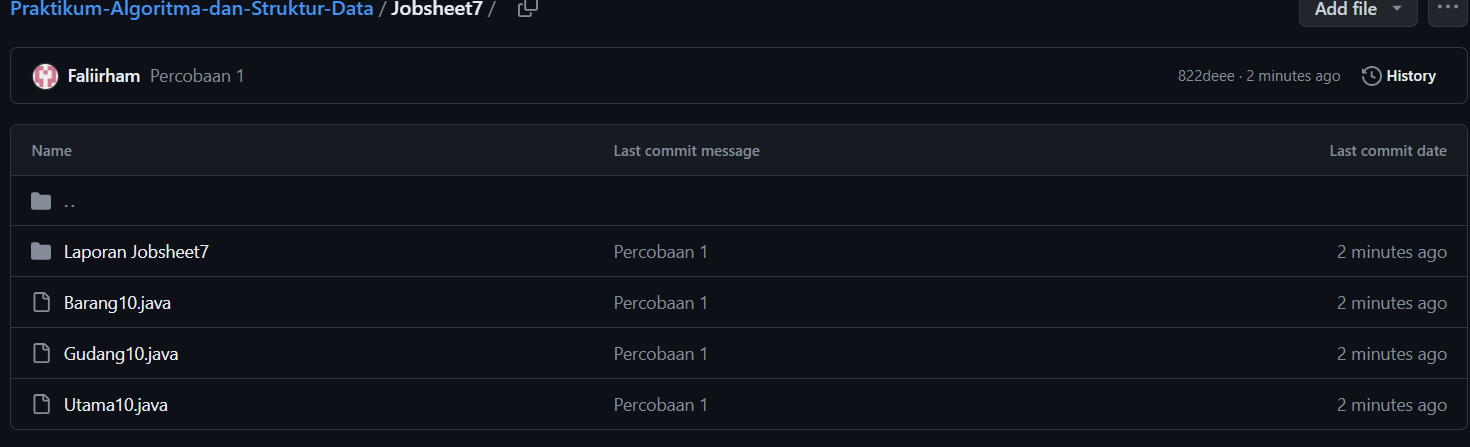 Praktikum-Algoritma-dan-Struktur-Data / Jobsheet7 /
Add file
Faliirham Percobaan 1 822deee · 2 minutes ago History
Name Last commit message Last commit date
..
Laporan Jobsheet7 Percobaan 1 2 minutes ago
Barang10.java Percobaan 1 2 minutes ago
Gudang10.java Percobaan 1 2 minutes ago
Utama10.java Percobaan 1 2 minutes ago